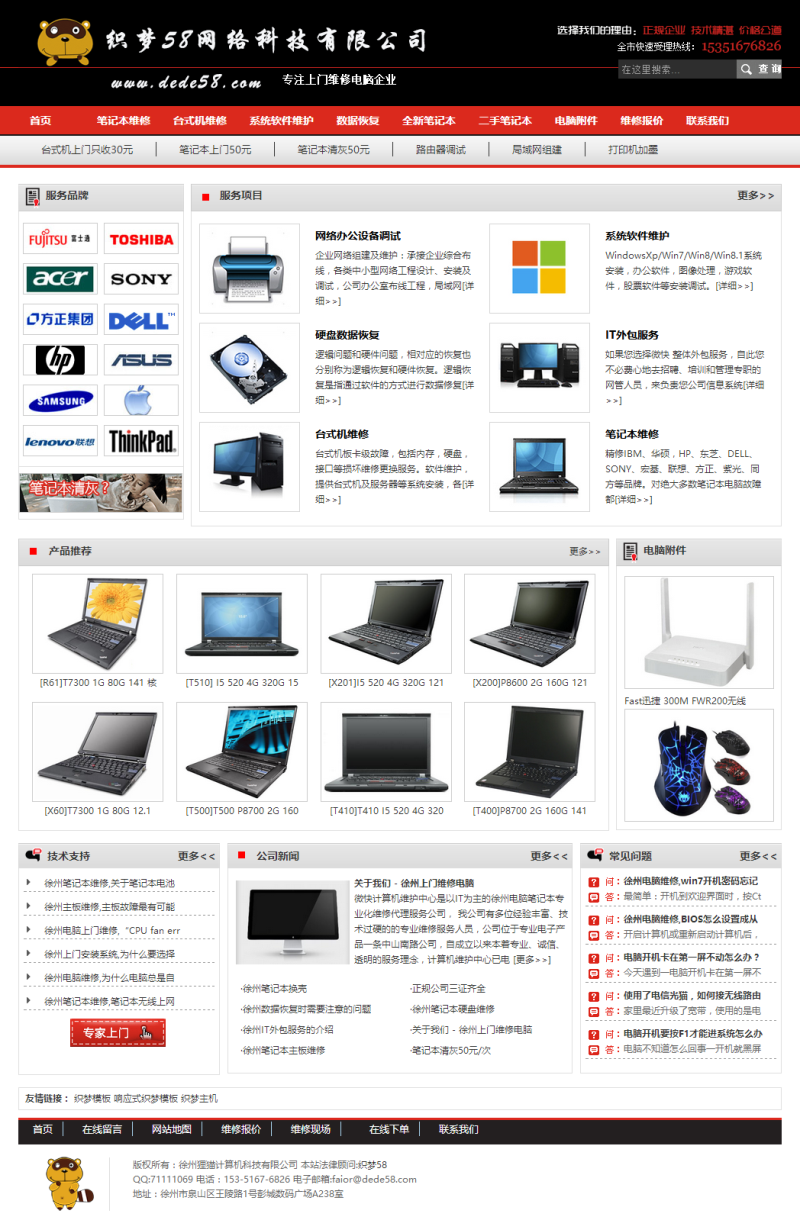 织梦58网络科技有限公司
www.dede58.com
专注上门维修电脑企业
选择我们的理由：正规企业 技术精湛 价格公道
全市快速受理热线：15351676826
在这里搜索...
查 询
首页 笔记本维修 台式机维修 系统软件维护 数据恢复 全新笔记本 二手笔记本 电脑附件 维修报价 联系我们
台式机上门只收30元 笔记本上门50元 笔记本清灰50元 路由器调试 局域网组建 打印机加墨
服务品牌
FUJITSU 富士通 TOSHIBA
acer SONY
方正集团 DELL™
hp ASUS
SAMSUNG
lenovo联想 ThinkPad
笔记本清灰？
服务项目 更多>>
网络办公设备调试
企业网络组建及维护：承接企业综合布
线，各类中小型网络工程设计、安装及
调试，公司办公室布线工程，局域网[详
细>>]
系统软件维护
WindowsXp/Win7/Win8/Win8.1系统
安装，办公软件，图像处理，游戏软
件，股票软件等安装调试。[详细>>]
硬盘数据恢复
逻辑问题和硬件问题，相对应的恢复也
分别称为逻辑恢复和硬件恢复。逻辑恢
复是指通过软件的方式进行数据修复[详
细>>]
IT外包服务
如果您选择微快 整体外包服务，自此您
不必费心地去招聘、培训和管理专职的
网管人员，来负责您公司信息系统[详细
>>]
台式机维修
台式机板卡级故障，包括内存，硬盘，
接口等损坏维修更换服务。软件维护，
提供台式机及服务器等系统安装，各[详
细>>]
笔记本维修
精修IBM、华硕，HP、东芝、DELL、
SONY、宏基、联想、方正、紫光、同
方等品牌。对绝大多数笔记本电脑故障
都[详细>>]
产品推荐 更多>>
[R61]T7300 1G 80G 141 核
[T510] I5 520 4G 320G 15
[X201]I5 520 4G 320G 121
[X200]P8600 2G 160G 121
[X60]T7300 1G 80G 12.1
[T500]T500 P8700 2G 160
[T410]T410 I5 520 4G 320
[T400]P8700 2G 160G 141
电脑附件
Fast迅捷 300M FWR200无线
技术支持 更多<<
徐州笔记本维修,关于笔记本电池
徐州主板维修,主板故障最有可能
徐州电脑上门维修,“CPU fan err
徐州上门安装系统,为什么要选择
徐州电脑维修,为什么电脑总是自
徐州笔记本维修,笔记本无线上网
专家上门
公司新闻 更多<<
关于我们 - 徐州上门维修电脑
微快计算机维护中心是以IT为主的徐州电脑笔记本专
业化维修代理服务公司， 我公司有多位经验丰富、技
术过硬的的专业维修服务人员，公司位于专业电子产
品一条中山南路公司，自成立以来本着专业、诚信、
透明的服务理念，计算机维护中心已电 [更多>>]
·徐州笔记本换壳 ·正规公司三证齐全
·徐州数据恢复时需要注意的问题 ·徐州笔记本硬盘维修
·徐州IT外包服务的介绍 ·关于我们 - 徐州上门维修电脑
·徐州笔记本主板维修 ·笔记本清灰50元/次
常见问题 更多<<
? 问：徐州电脑维修,win7开机密码忘记
答：最简单：开机到欢迎界面时，按Ct
? 问：徐州电脑维修,BIOS怎么设置成从
答：开启计算机或重新启动计算机后，
? 问：电脑开机卡在第一屏不动怎么办？
答：今天遇到一电脑开机卡在第一屏不
? 问：使用了电信光猫，如何接无线路由
答：家里最近升级了宽带，使用的是电
? 问：电脑开机要按F1才能进系统怎么办
答：电脑不知道怎么回事一开机就黑屏
友情链接： 织梦模板 响应式织梦模板 织梦主机
首页 在线留言 网站地图 维修报价 维修现场 在线下单 联系我们
版权所有：徐州狸猫计算机科技有限公司 本站法律顾问:织梦58
QQ:71111069 电话：153-5167-6826 电子邮箱:faior@dede58.com
地址：徐州市泉山区王陵路1号彭城数码广场A238室